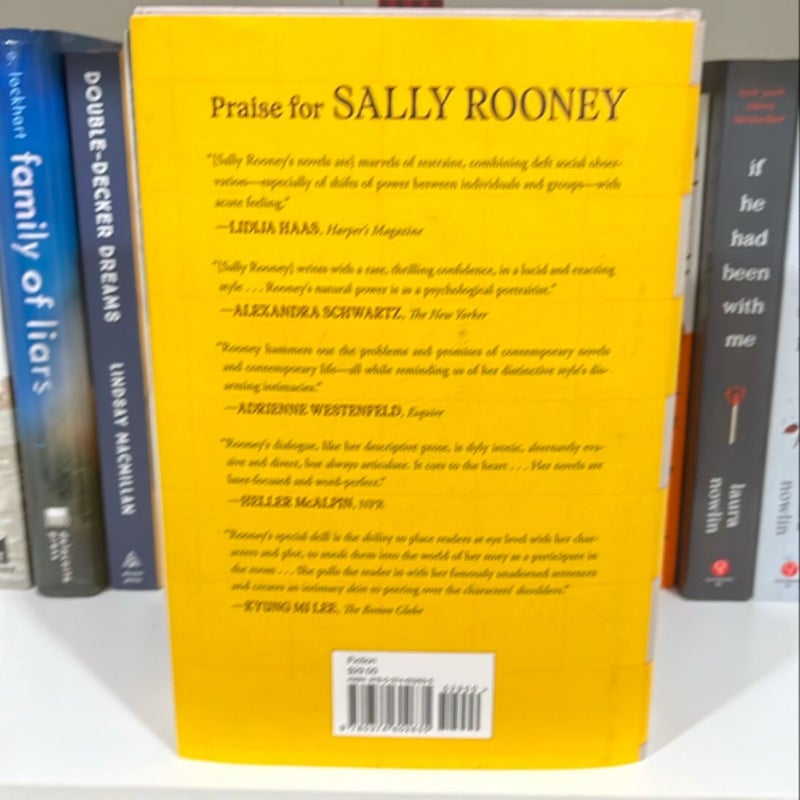 e. lockhart
family of liars
delacorte
press
DOUBLE-DECKER DREAMS
LINDSAY MACMILLAN
Praise for SALLY ROONEY
"[Sally Rooney's novels are] marvels of restraint, combining deft social obser-
vation—especially of shifts of power between individuals and groups—with
acute feeling."
—LIDIJA HAAS, Harper's Magazine
"[Sally Rooney] writes with a rare, thrilling confidence, in a lucid and exacting
style . . . Rooney's natural power is as a psychological portraitist."
—ALEXANDRA SCHWARTZ, The New Yorker
"Rooney hammers out the problems and promises of contemporary novels
and contemporary life—all while reminding us of her distinctive style's dis-
arming intimacies."
—ADRIENNE WESTENFELD, Esquire
"Rooney's dialogue, like her descriptive prose, is slyly ironic, alternately eva-
sive and direct, but always articulate. It cuts to the heart . . . Her novels are
laser-focused and word-perfect."
—HELLER McALPIN, NPR
"Rooney's special skill is the ability to place readers at eye level with her char-
acters and plot, to meld them into the world of her story as a participant in
the room . . . She pulls the reader in with her famously unadorned sentences
and creates an intimacy akin to peering over the characters' shoulders."
—KYUNG MI LEE, The Boston Globe
Fiction
new york
times
bestseller
if
he
had
been
with
me
laura
nowlin
nowlin